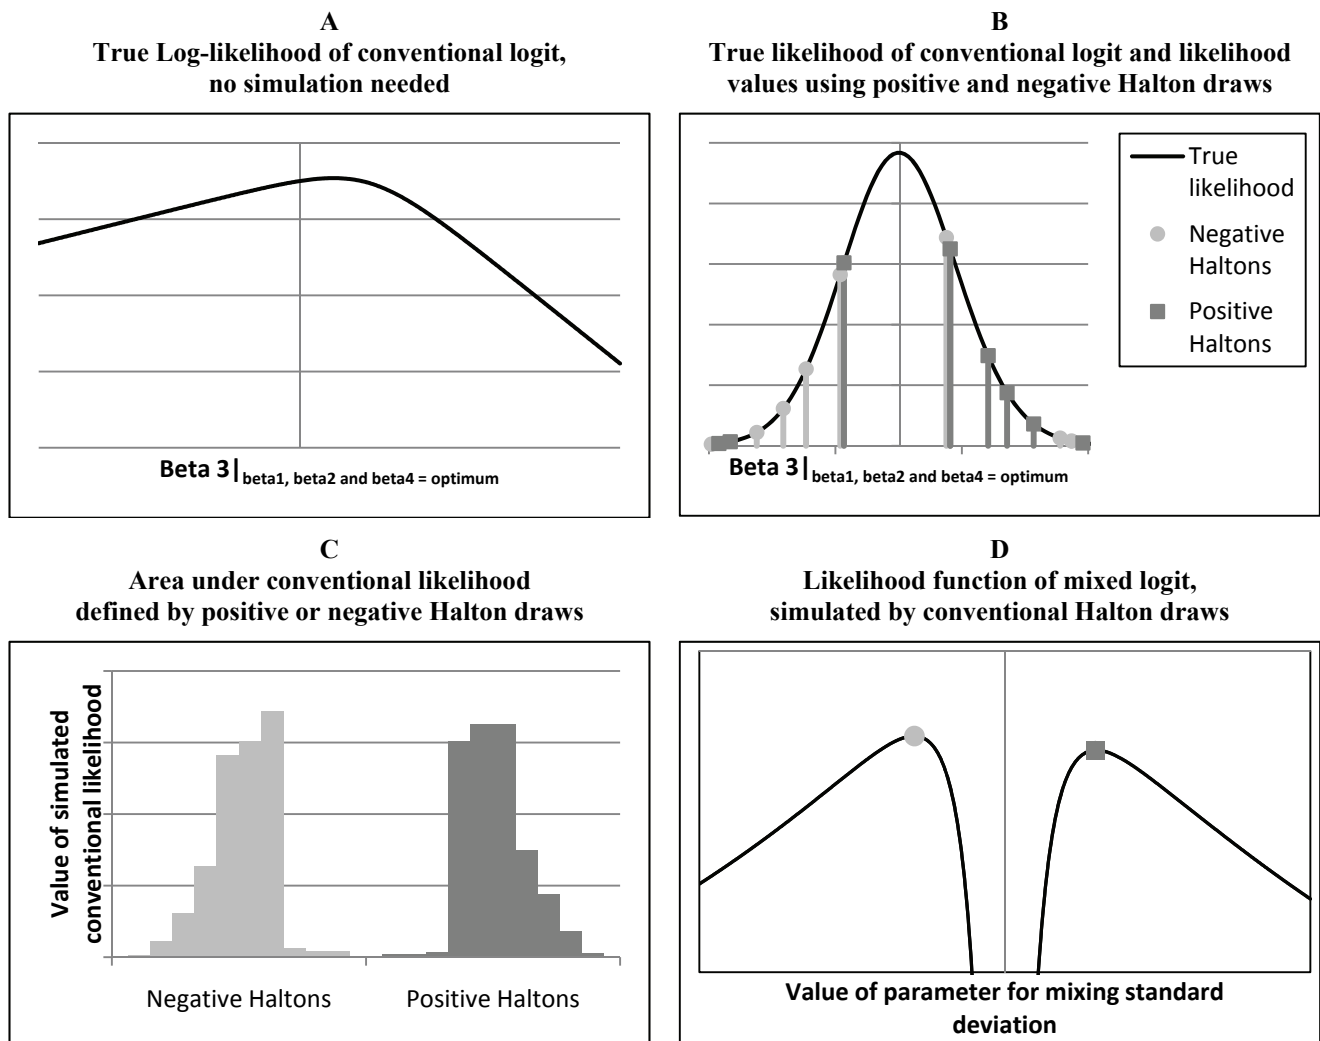 A
True Log-likelihood of conventional logit,
no simulation needed
Beta 3|beta1, beta2 and beta4 = optimum
B
True likelihood of conventional logit and likelihood
values using positive and negative Halton draws
True
likelihood
Negative
Haltons
Positive
Haltons
Beta 3|beta1, beta2 and beta4 = optimum
C
Area under conventional likelihood
defined by positive or negative Halton draws
Value of simulated
conventional likelihood
Negative Haltons
Positive Haltons
D
Likelihood function of mixed logit,
simulated by conventional Halton draws
Value of parameter for mixing standard
deviation